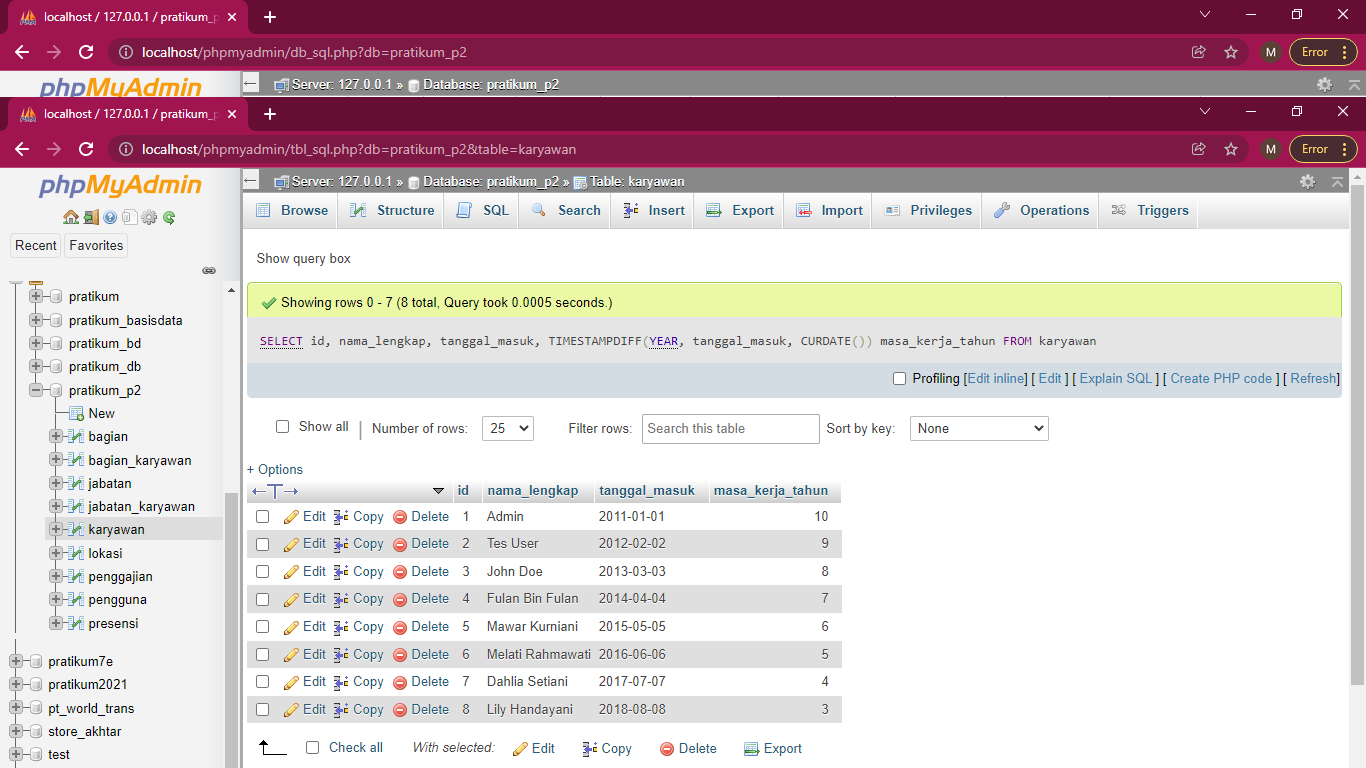 localhost / 127.0.0.1 / pratikum_p
localhost/phpmyadmin/db_sql.php?db=pratikum_p2
M
Error
phpMyAdmin
Server: 127.0.0.1 » Database: pratikum_p2
localhost / 127.0.0.1 / pratikum_p
localhost/phpmyadmin/tbl_sql.php?db=pratikum_p2&table=karyawan
M
Error
phpMyAdmin
Server: 127.0.0.1 » Database: pratikum_p2 » Table: karyawan
Browse Structure SQL Search Insert Export Import Privileges Operations Triggers
Recent Favorites
pratikum
pratikum_basisdata
pratikum_bd
pratikum_db
pratikum_p2
New
bagian
bagian_karyawan
jabatan
jabatan_karyawan
karyawan
lokasi
penggajian
pengguna
presensi
pratikum7e
pratikum2021
pt_world_trans
store_akhtar
test
Show query box
Showing rows 0 - 7 (8 total, Query took 0.0005 seconds.)
SELECT id, nama_lengkap, tanggal_masuk, TIMESTAMPDIFF(YEAR, tanggal_masuk, CURDATE()) masa_kerja_tahun FROM karyawan
Profiling [Edit inline] [ Edit ] [ Explain SQL ] [ Create PHP code ] [ Refresh]
Show all Number of rows: 25 Filter rows: Search this table Sort by key: None
+ Options
id nama_lengkap tanggal_masuk masa_kerja_tahun
Edit Copy Delete 1 Admin 2011-01-01 10
Edit Copy Delete 2 Tes User 2012-02-02 9
Edit Copy Delete 3 John Doe 2013-03-03 8
Edit Copy Delete 4 Fulan Bin Fulan 2014-04-04 7
Edit Copy Delete 5 Mawar Kurniani 2015-05-05 6
Edit Copy Delete 6 Melati Rahmawati 2016-06-06 5
Edit Copy Delete 7 Dahlia Setiani 2017-07-07 4
Edit Copy Delete 8 Lily Handayani 2018-08-08 3
Check all With selected: Edit Copy Delete Export